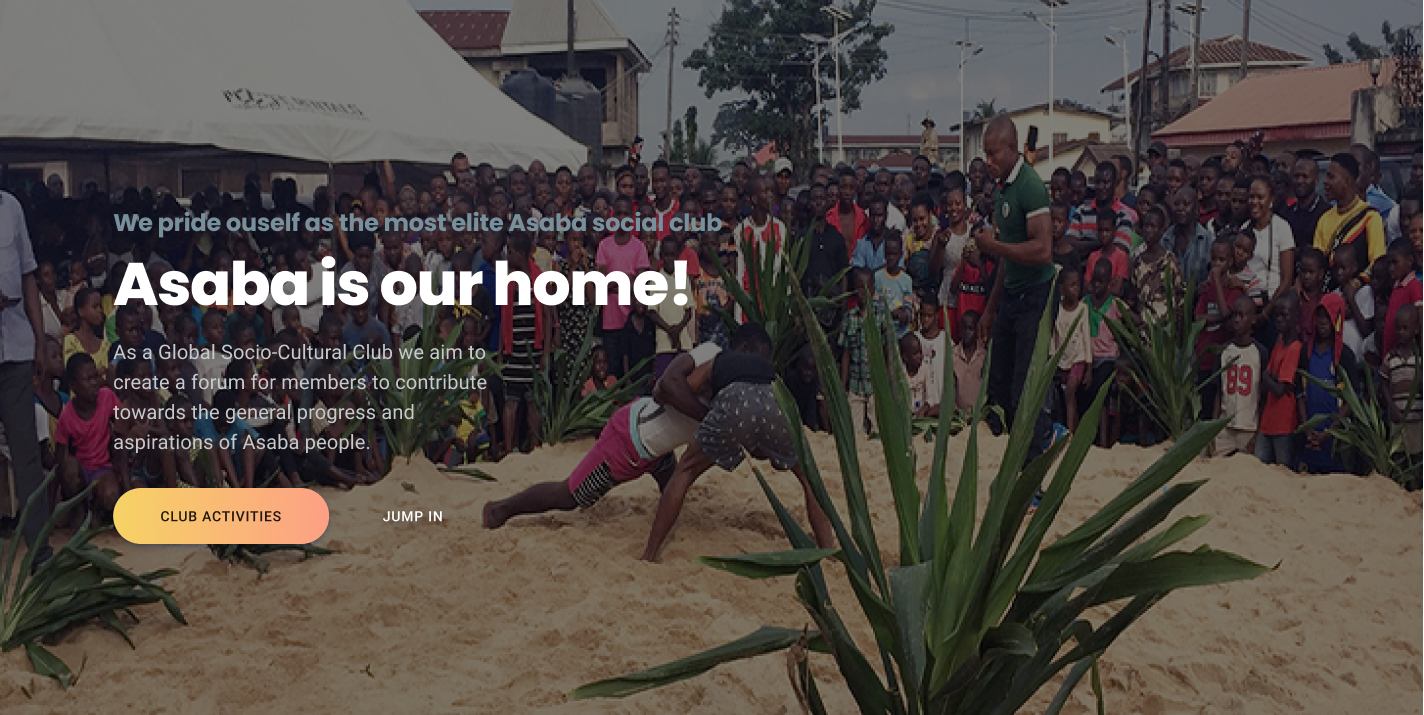 We pride ouself as the most elite Asaba social club
Asaba is our home!
As a Global Socio-Cultural Club we aim to
create a forum for members to contribute
towards the general progress and
aspirations of Asaba people.
CLUB ACTIVITIES
JUMP IN
89